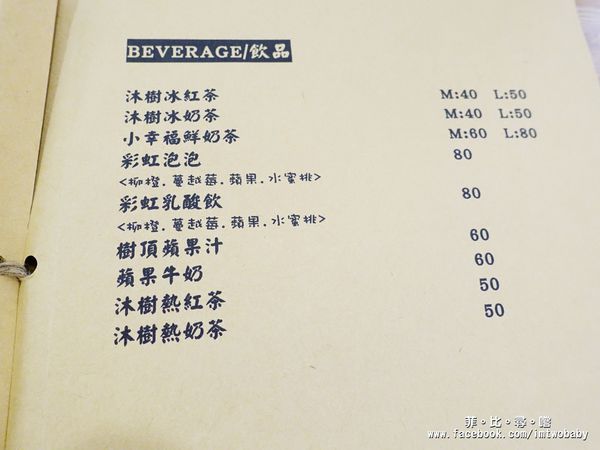 BEVERAGE/飲品
沐樹冰紅茶 M:40 L:50
沐樹冰奶茶 M:40 L:50
小幸福鮮奶茶 M:60 L:80
彩虹泡泡 80
<柳橙.蔓越莓.蘋果.水蜜桃>
彩虹乳酸飲 80
<柳橙.蔓越莓.蘋果.水蜜桃>
樹頂蘋果汁 60
蘋果牛奶 60
沐樹熱紅茶 50
沐樹熱奶茶 50
菲。比。尋。嚐
www.facebook.com/imtwobaby